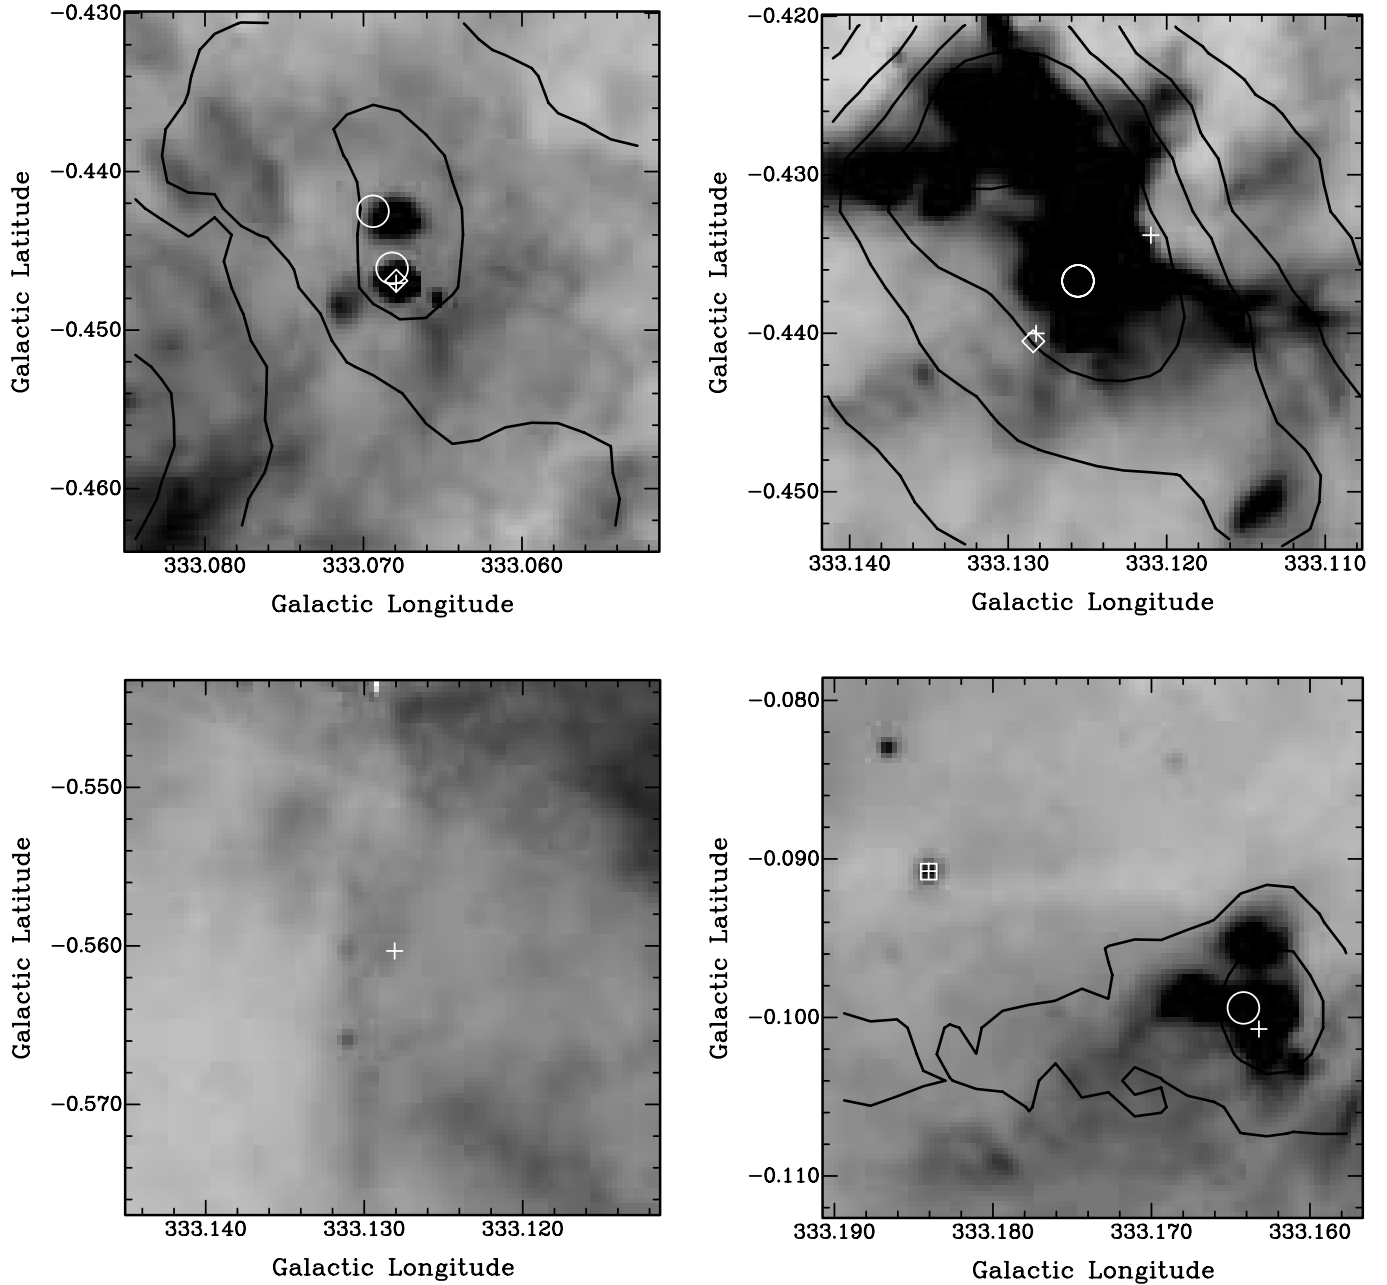 −0.430
−0.440
−0.450
−0.460
Galactic Latitude
333.080 333.070 333.060
Galactic Longitude
−0.420
−0.430
−0.440
−0.450
Galactic Latitude
333.140 333.130 333.120 333.110
Galactic Longitude
−0.550
−0.560
−0.570
Galactic Latitude
333.140 333.130 333.120
Galactic Longitude
−0.080
−0.090
−0.100
−0.110
Galactic Latitude
333.190 333.180 333.170 333.160
Galactic Longitude